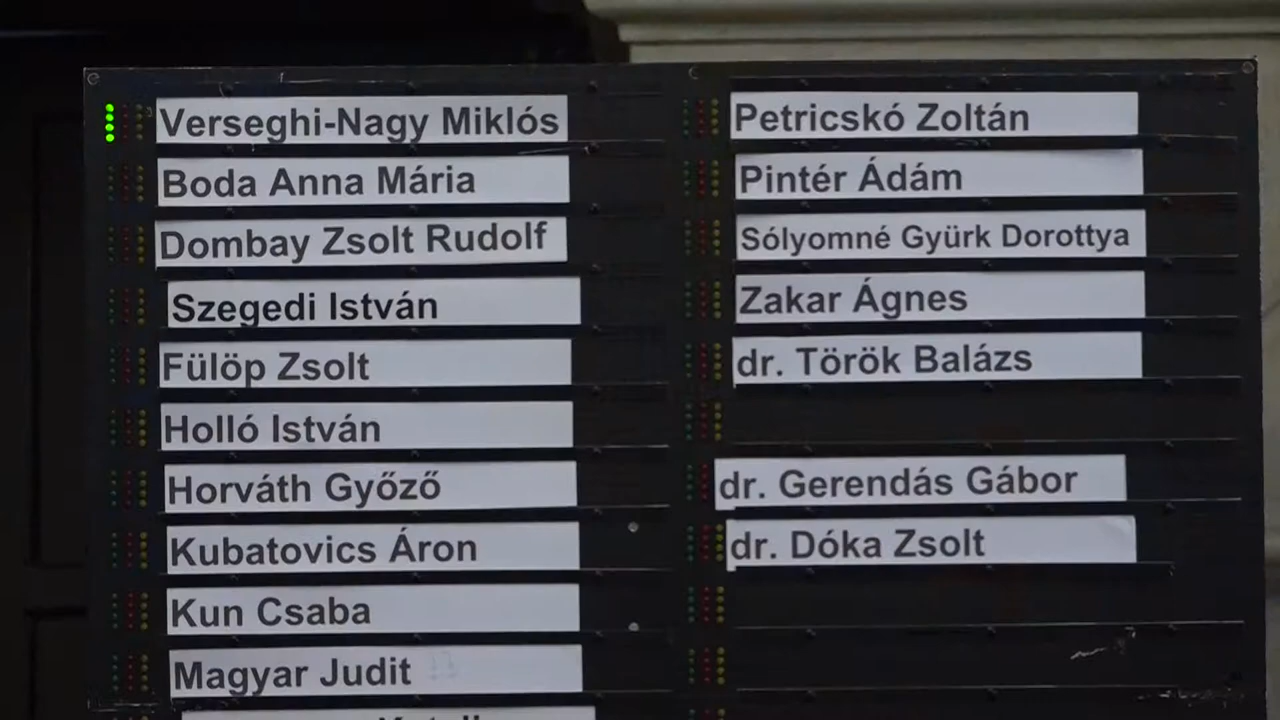 Verseghi-Nagy Miklós
Boda Anna Mária
Dombay Zsolt Rudolf
Szegedi István
Fülöp Zsolt
Holló István
Horváth Győző
Kubatovics Áron
Kun Csaba
Magyar Judit
Petricskó Zoltán
Pintér Ádám
Sólyomné Gyürk Dorottya
Zakar Ágnes
dr. Török Balázs
dr. Gerendás Gábor
dr. Dóka Zsolt